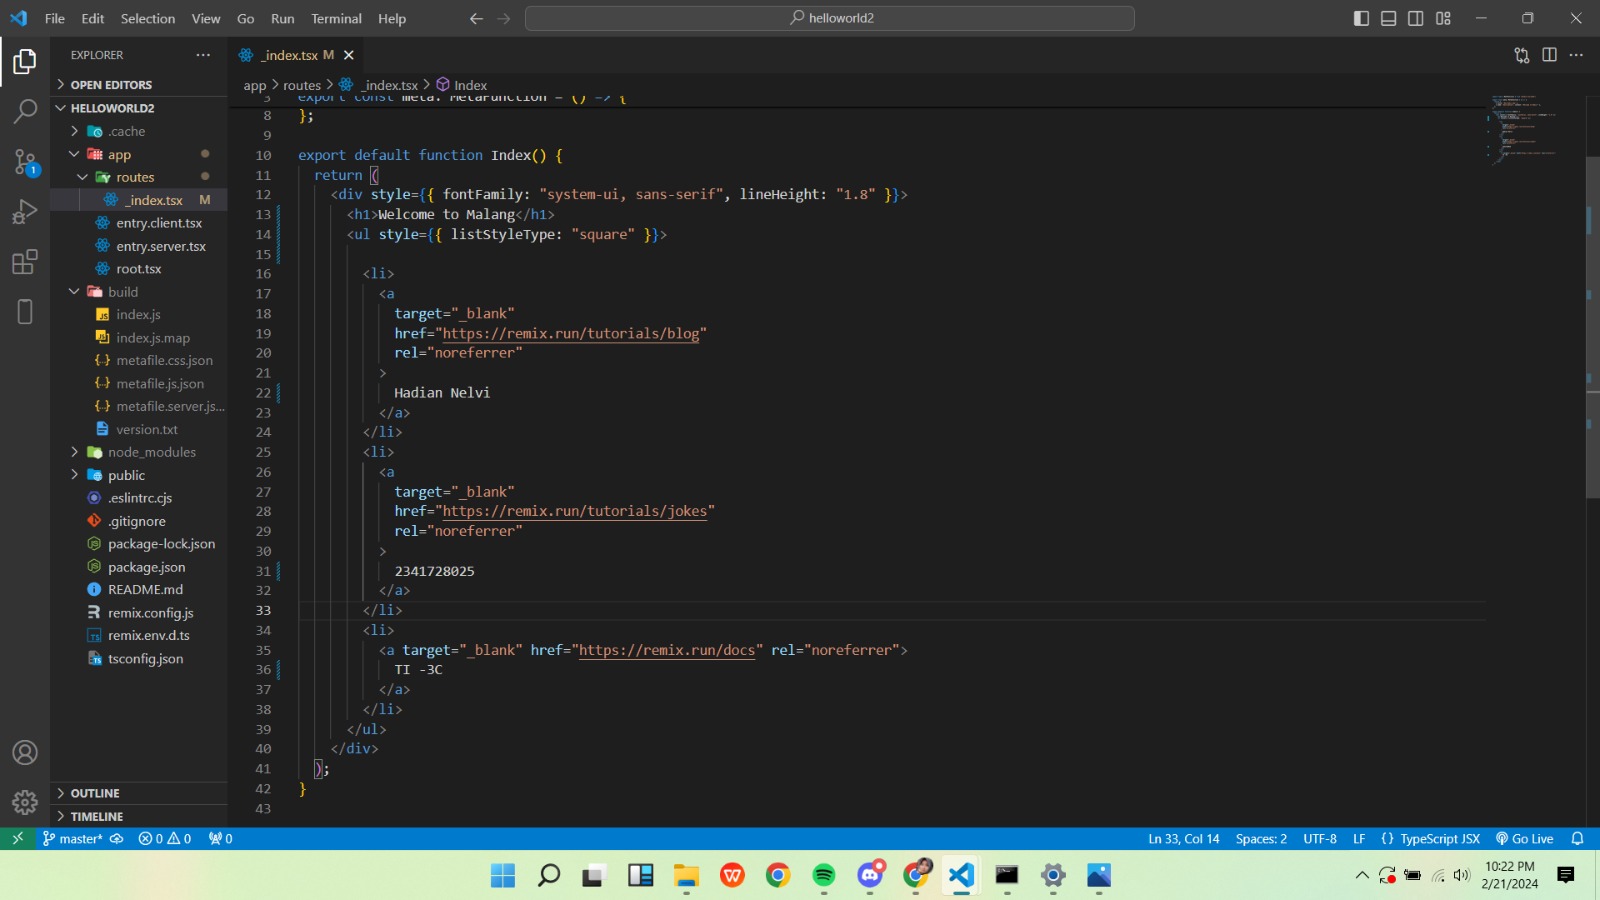 File Edit Selection View Go Run Terminal Help
helloworld2
EXPLORER
OPEN EDITORS
HELLOWORLD2
.cache
app
routes
_index.tsx M
entry.client.tsx
entry.server.tsx
root.tsx
build
index.js
index.js.map
metafile.css.json
metafile.js.json
metafile.server.js...
version.txt
node_modules
public
.eslintrc.cjs
.gitignore
package-lock.json
package.json
README.md
remix.config.js
remix.env.d.ts
tsconfig.json
OUTLINE
TIMELINE
_index.tsx M
app > routes > _index.tsx > Index
3 export const meta: MetaFunction = () => {
8 };
9
10 export default function Index() {
11 return (
12 <div style={{ fontFamily: "system-ui, sans-serif", lineHeight: "1.8" }}>
13 <h1>Welcome to Malang</h1>
14 <ul style={{ listStyleType: "square" }}>
15
16 <li>
17 <a
18 target="_blank"
19 href="https://remix.run/tutorials/blog"
20 rel="noreferrer"
21 >
22 Hadian Nelvi
23 </a>
24 </li>
25 <li>
26 <a
27 target="_blank"
28 href="https://remix.run/tutorials/jokes"
29 rel="noreferrer"
30 >
31 2341728025
32 </a>
33 </li>
34 <li>
35 <a target="_blank" href="https://remix.run/docs" rel="noreferrer">
36 TI -3C
37 </a>
38 </li>
39 </ul>
40 </div>
41 );
42 }
43
master* 0 0 0 Ln 33, Col 14 Spaces: 2 UTF-8 LF {} TypeScript JSX Go Live
10:22 PM
2/21/2024